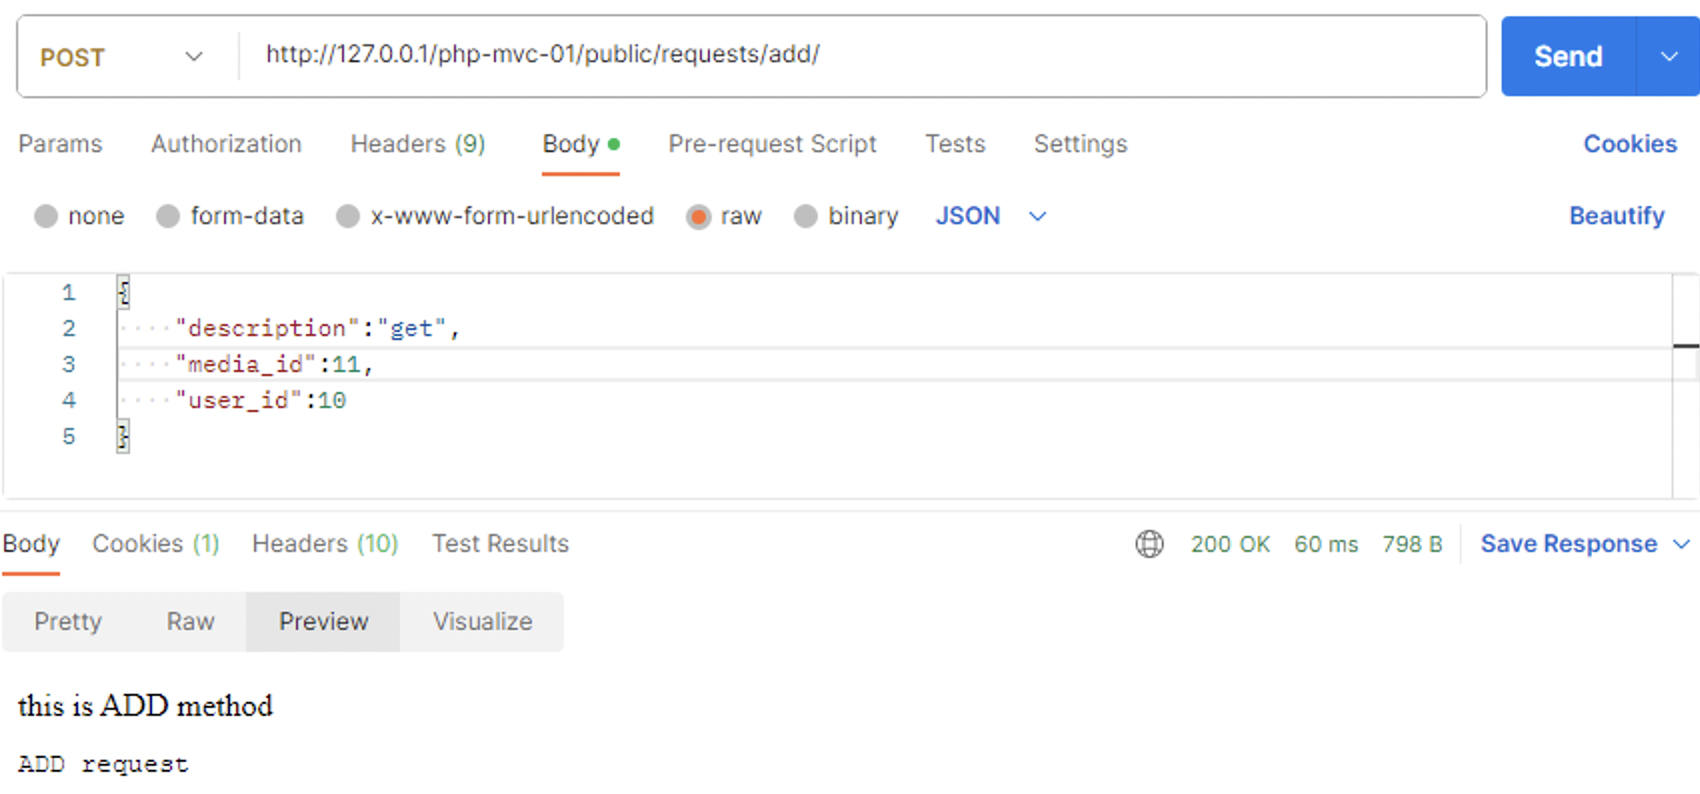 POST http://127.0.0.1/php-mvc-01/public/requests/add/ Send
Params Authorization Headers (9) Body Pre-request Script Tests Settings Cookies
none form-data x-www-form-urlencoded raw binary JSON Beautify
1 {
2 "description":"get",
3 "media_id":11,
4 "user_id":10
5 }
Body Cookies (1) Headers (10) Test Results 200 OK 60 ms 798 B Save Response
Pretty Raw Preview Visualize
this is ADD method
ADD request